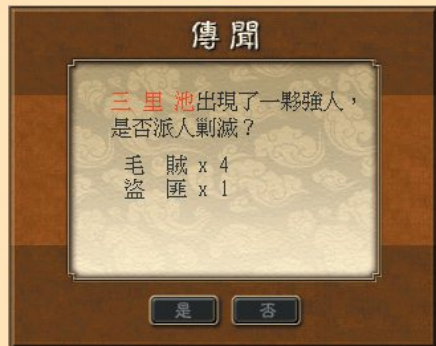 傳聞
三里池出現了一夥強人，
是否派人剿滅？
毛賊 x 4
盜匪 x 1
是 否